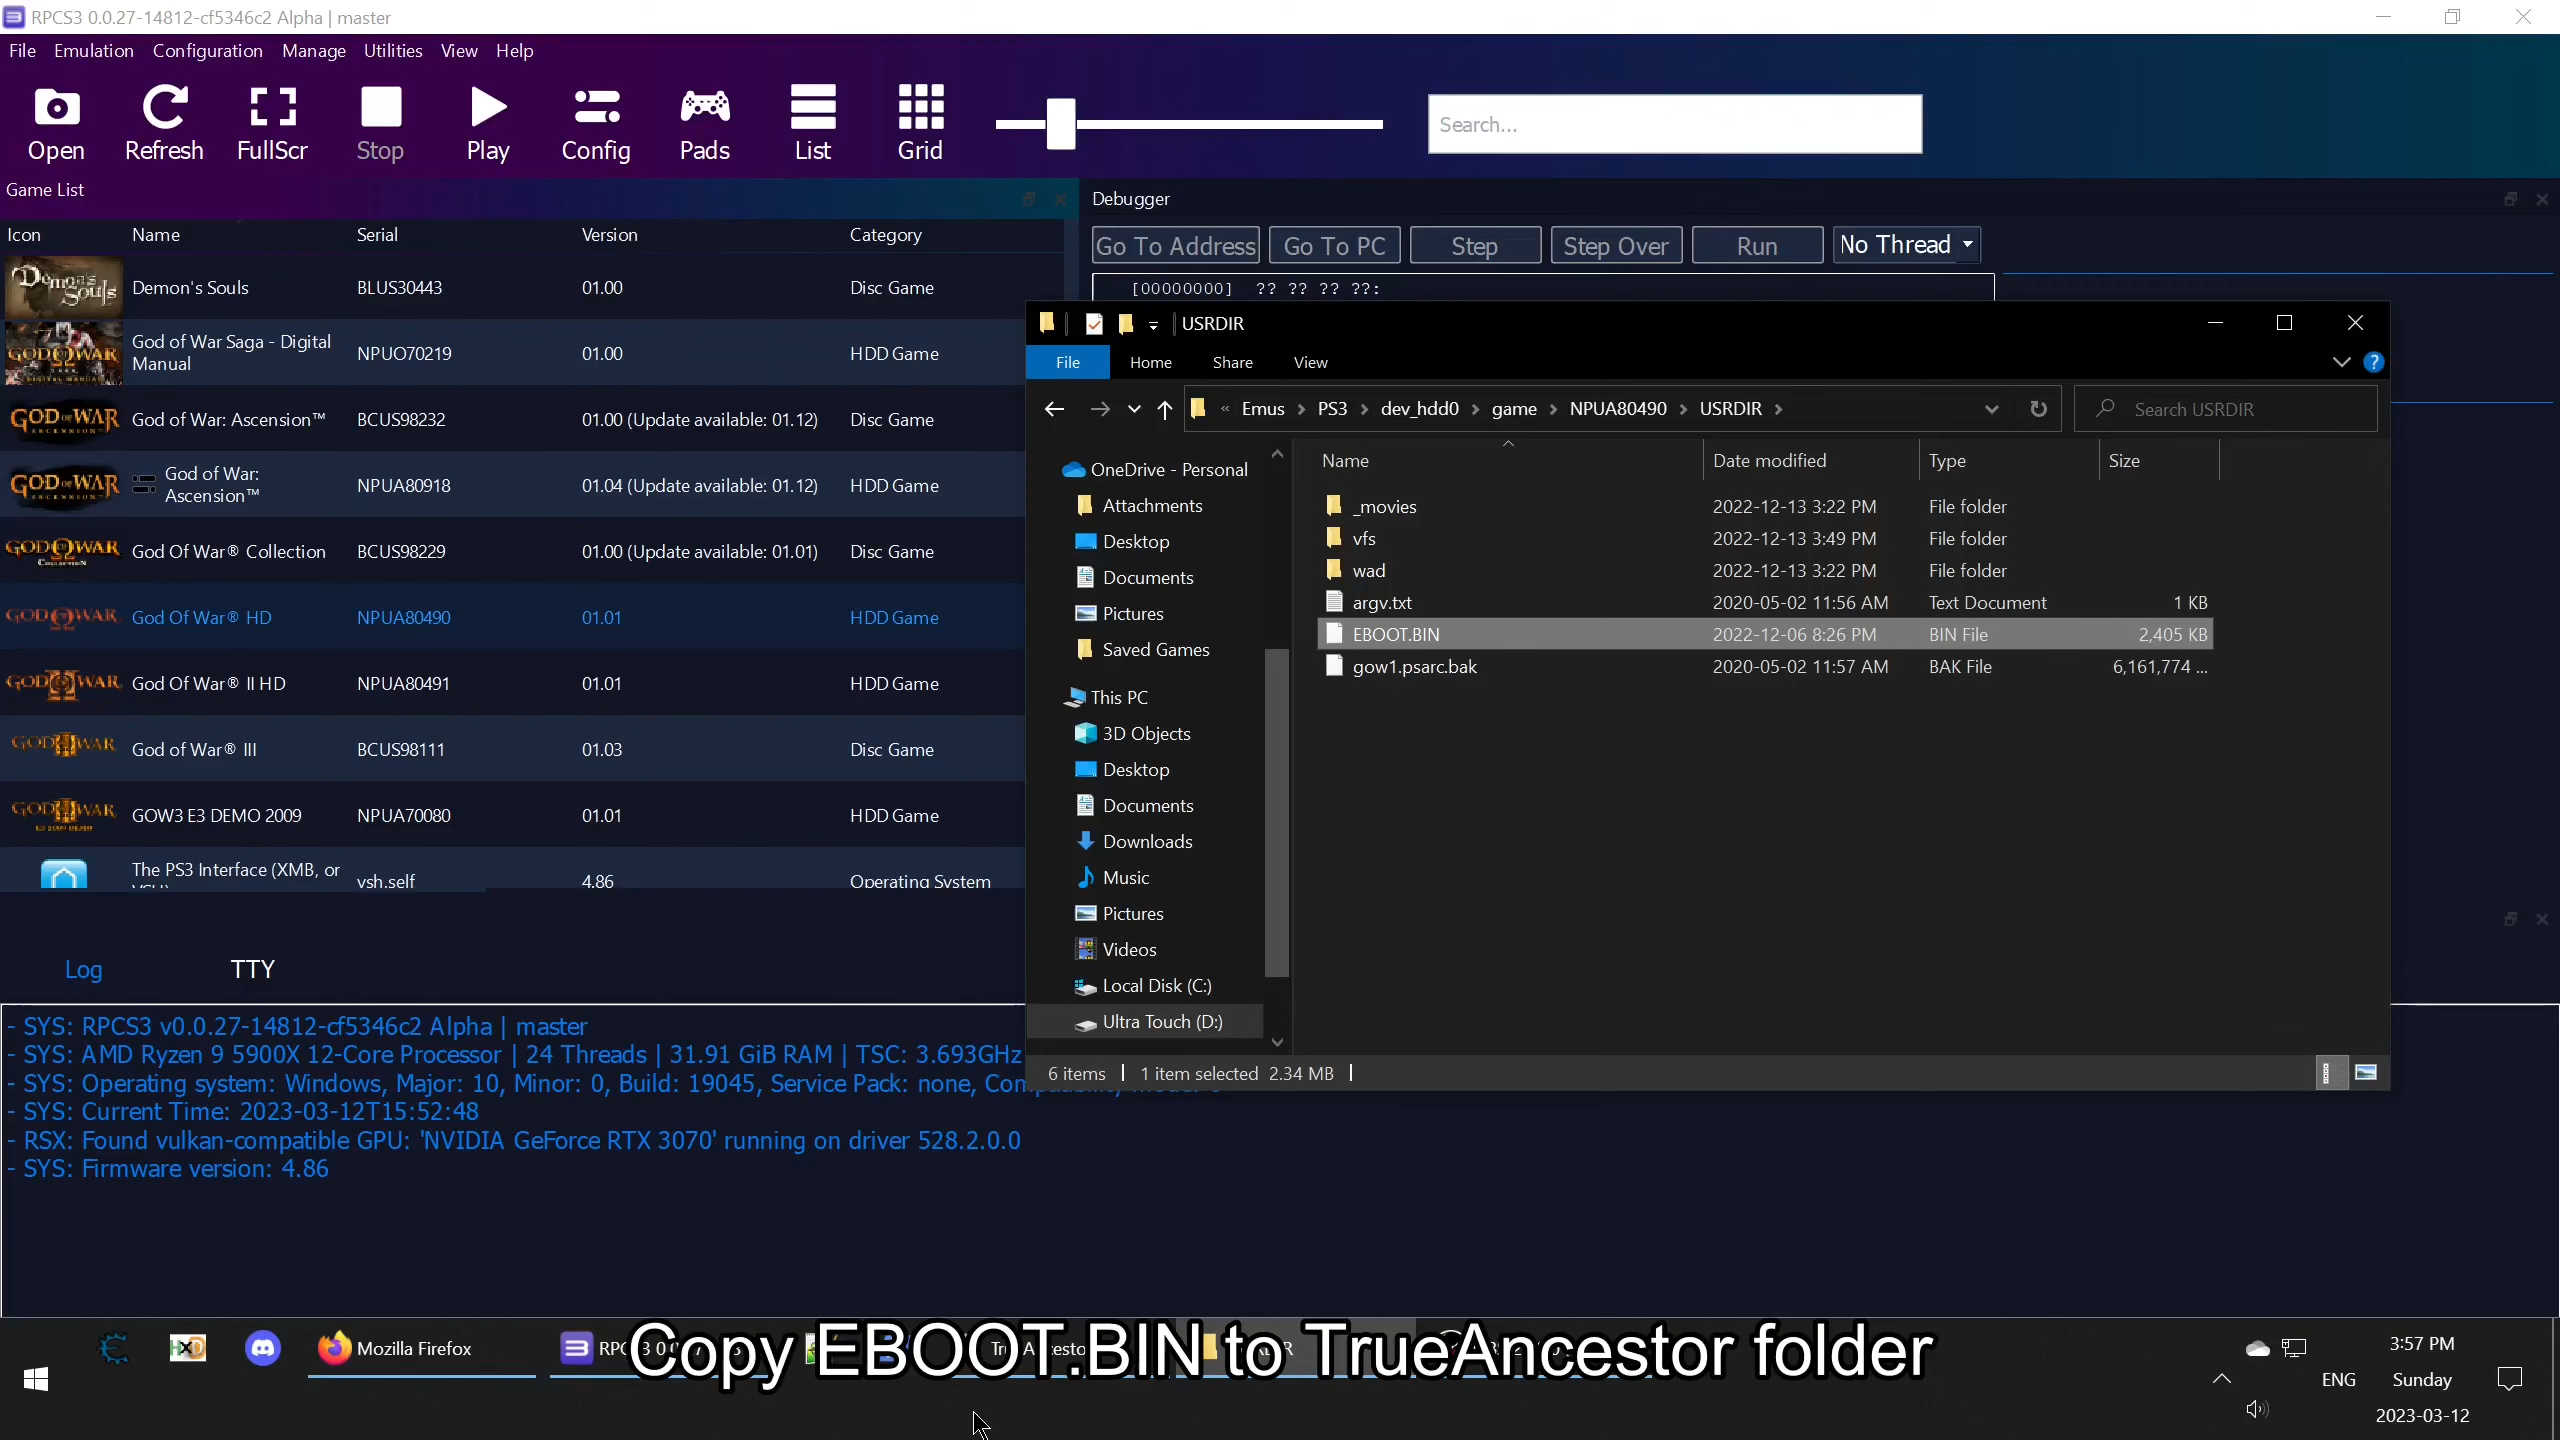 RPCS3 0.0.27-14812-cf5346c2 Alpha | master
File Emulation Configuration Manage Utilities View Help
Open Refresh FullScr Stop Play Config Pads List Grid
Search...
Game List
Icon Name Serial Version Category
Demon's Souls BLUS30443 01.00 Disc Game
God of War Saga - Digital
Manual
NPUO70219 01.00 HDD Game
God of War: Ascension™ BCUS98232 01.00 (Update available: 01.12) Disc Game
God of War:
Ascension™
NPUA80918 01.04 (Update available: 01.12) HDD Game
God Of War® Collection BCUS98229 01.00 (Update available: 01.01) Disc Game
God Of War® HD NPUA80490 01.01 HDD Game
God Of War® II HD NPUA80491 01.01 HDD Game
God of War® III BCUS98111 01.03 Disc Game
GOW3 E3 DEMO 2009 NPUA70080 01.01 HDD Game
The PS3 Interface (XMB, or
vsh.self 4.86 Operating System
Debugger
Go To Address Go To PC Step Step Over Run No Thread
[00000000] ?? ?? ?? ??:
USRDIR
File Home Share View
« Emus > PS3 > dev_hdd0 > game > NPUA80490 > USRDIR >
Search USRDIR
OneDrive - Personal
Attachments
Desktop
Documents
Pictures
Saved Games
This PC
3D Objects
Desktop
Documents
Downloads
Music
Pictures
Videos
Local Disk (C:)
Ultra Touch (D:)
Name Date modified Type Size
_movies 2022-12-13 3:22 PM File folder
vfs 2022-12-13 3:49 PM File folder
wad 2022-12-13 3:22 PM File folder
argv.txt 2020-05-02 11:56 AM Text Document 1 KB
EBOOT.BIN 2022-12-06 8:26 PM BIN File 2,405 KB
gow1.psarc.bak 2020-05-02 11:57 AM BAK File 6,161,774 ...
6 items 1 item selected 2.34 MB
Log TTY
- SYS: RPCS3 v0.0.27-14812-cf5346c2 Alpha | master
- SYS: AMD Ryzen 9 5900X 12-Core Processor | 24 Threads | 31.91 GiB RAM | TSC: 3.693GHz
- SYS: Operating system: Windows, Major: 10, Minor: 0, Build: 19045, Service Pack: none,
- SYS: Current Time: 2023-03-12T15:52:48
- RSX: Found vulkan-compatible GPU: 'NVIDIA GeForce RTX 3070' running on driver 528.2.0.0
- SYS: Firmware version: 4.86
Mozilla Firefox
Copy EBOOT.BIN to TrueAncestor folder
ENG
3:57 PM
Sunday
2023-03-12